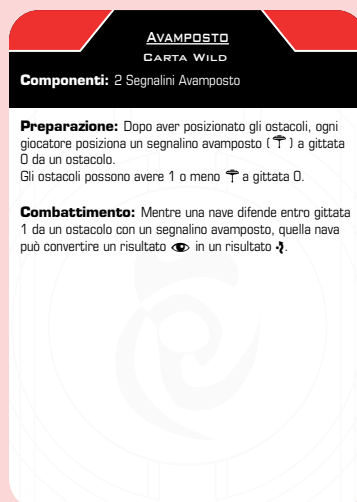 Avamposto
Carta Wild
Componenti: 2 Segnalini Avamposto
Preparazione: Dopo aver posizionato gli ostacoli, ogni
giocatore posiziona un segnalino avamposto ( ) a gittata
0 da un ostacolo.
Gli ostacoli possono avere 1 o meno a gittata 0.
Combattimento: Mentre una nave difende entro gittata
1 da un ostacolo con un segnalino avamposto, quella nava
può convertire un risultato in un risultato .